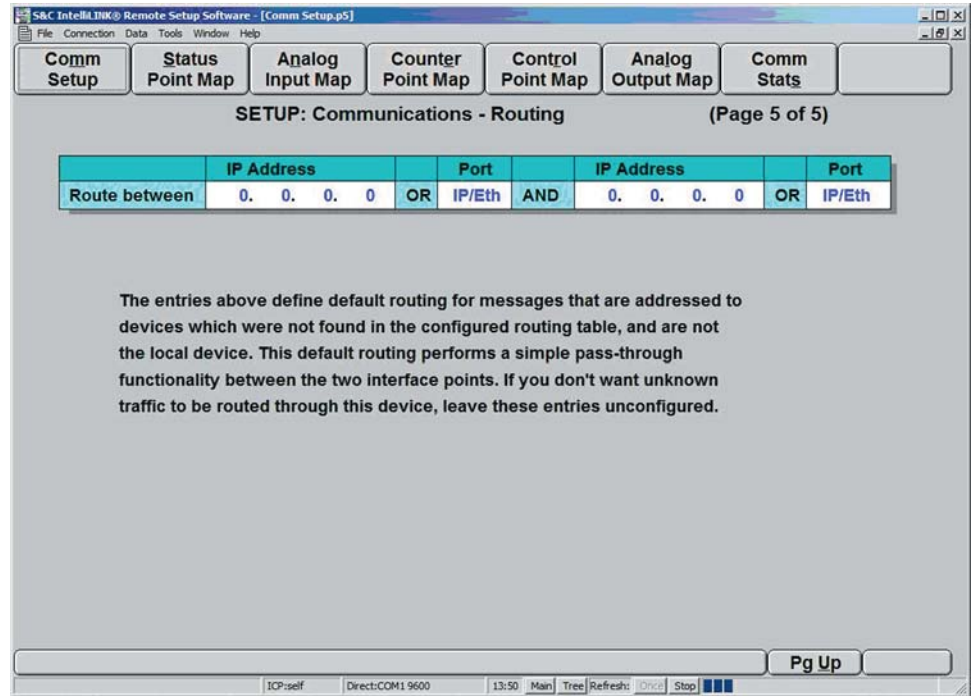 S&C IntelliLINK® Remote Setup Software - [Comm Setup.p5]
File Connection Data Tools Window Help
Comm Setup
Status Point Map
Analog Input Map
Counter Point Map
Control Point Map
Analog Output Map
Comm Stats
SETUP: Communications - Routing (Page 5 of 5)
IP Address Port IP Address Port
Route between 0. 0. 0. 0 OR IP/Eth AND 0. 0. 0. 0 OR IP/Eth
The entries above define default routing for messages that are addressed to
devices which were not found in the configured routing table, and are not
the local device. This default routing performs a simple pass-through
functionality between the two interface points. If you don't want unknown
traffic to be routed through this device, leave these entries unconfigured.
Pg Up
ICP:self Direct:COM1 9600 13:50 Main Tree Refresh: Once Stop